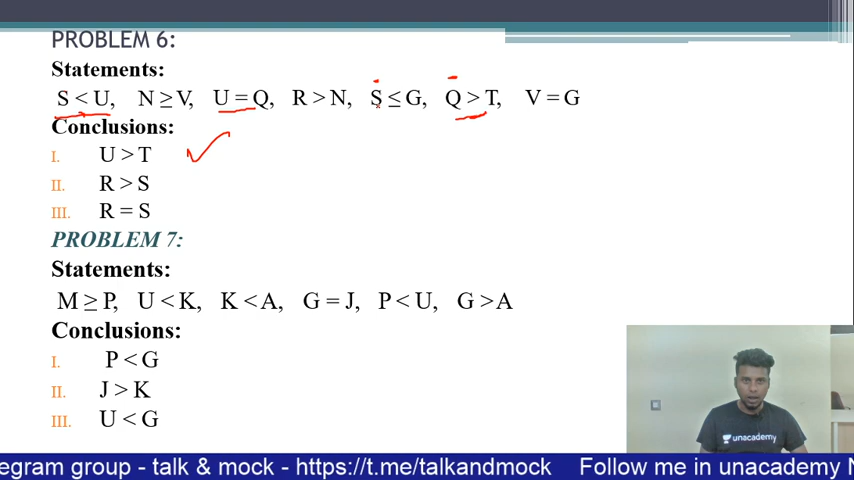 PROBLEM 6:
Statements:
S < U, N ≥ V, U = Q, R > N, S ≤ G, Q > T, V = G
Conclusions:
I. U > T
II. R > S
III. R = S
PROBLEM 7:
Statements:
M ≥ P, U < K, K < A, G = J, P < U, G > A
Conclusions:
I. P < G
II. J > K
III. U < G
unacademy
egram group - talk & mock - https://t.me/talkandmock Follow me in unacademy N